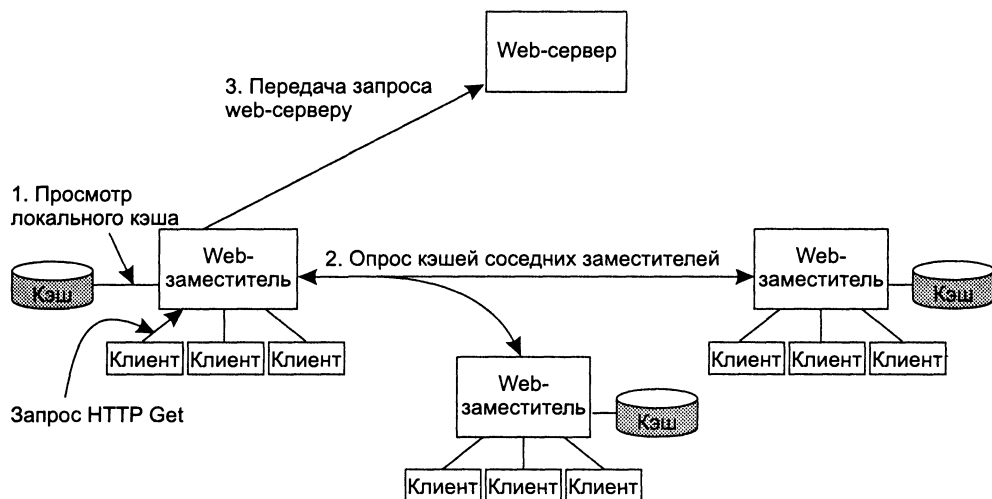 Web-сервер
3. Передача запроса
web-серверу
1. Просмотр
локального кэша
Web-
заместитель
2. Опрос кэшей соседних заместителей
Web-
заместитель
Кэш
Кэш
Клиент
Клиент
Клиент
Клиент
Клиент
Клиент
Запрос HTTP Get
Web-
заместитель
Кэш
Клиент
Клиент
Клиент